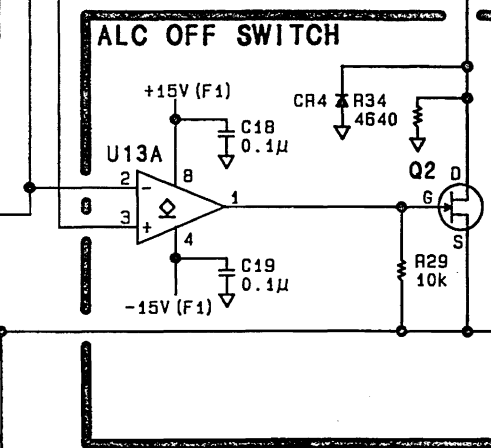 ALC OFF SWITCH
+15V(F1)
C18
0.1µ
CR4
R34
4640
U13A
8
2
-
3
+
1
4
Q2
D
G
S
C19
0.1µ
-15V(F1)
R29
10k